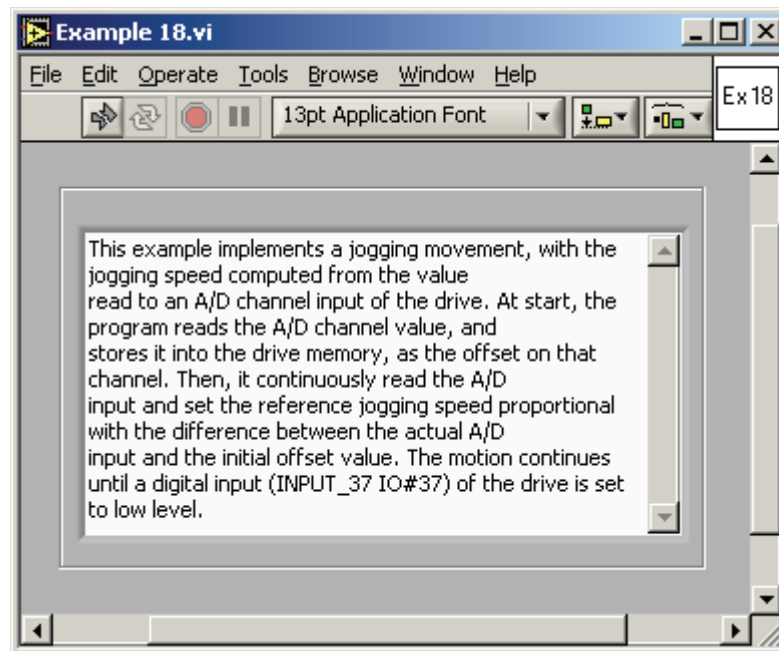 Example 18.vi
File Edit Operate Tools Browse Window Help
Ex 18
13pt Application Font
This example implements a jogging movement, with the
jogging speed computed from the value
read to an A/D channel input of the drive. At start, the
program reads the A/D channel value, and
stores it into the drive memory, as the offset on that
channel. Then, it continuously read the A/D
input and set the reference jogging speed proportional
with the difference between the actual A/D
input and the initial offset value. The motion continues
until a digital input (INPUT_37 IO#37) of the drive is set
to low level.